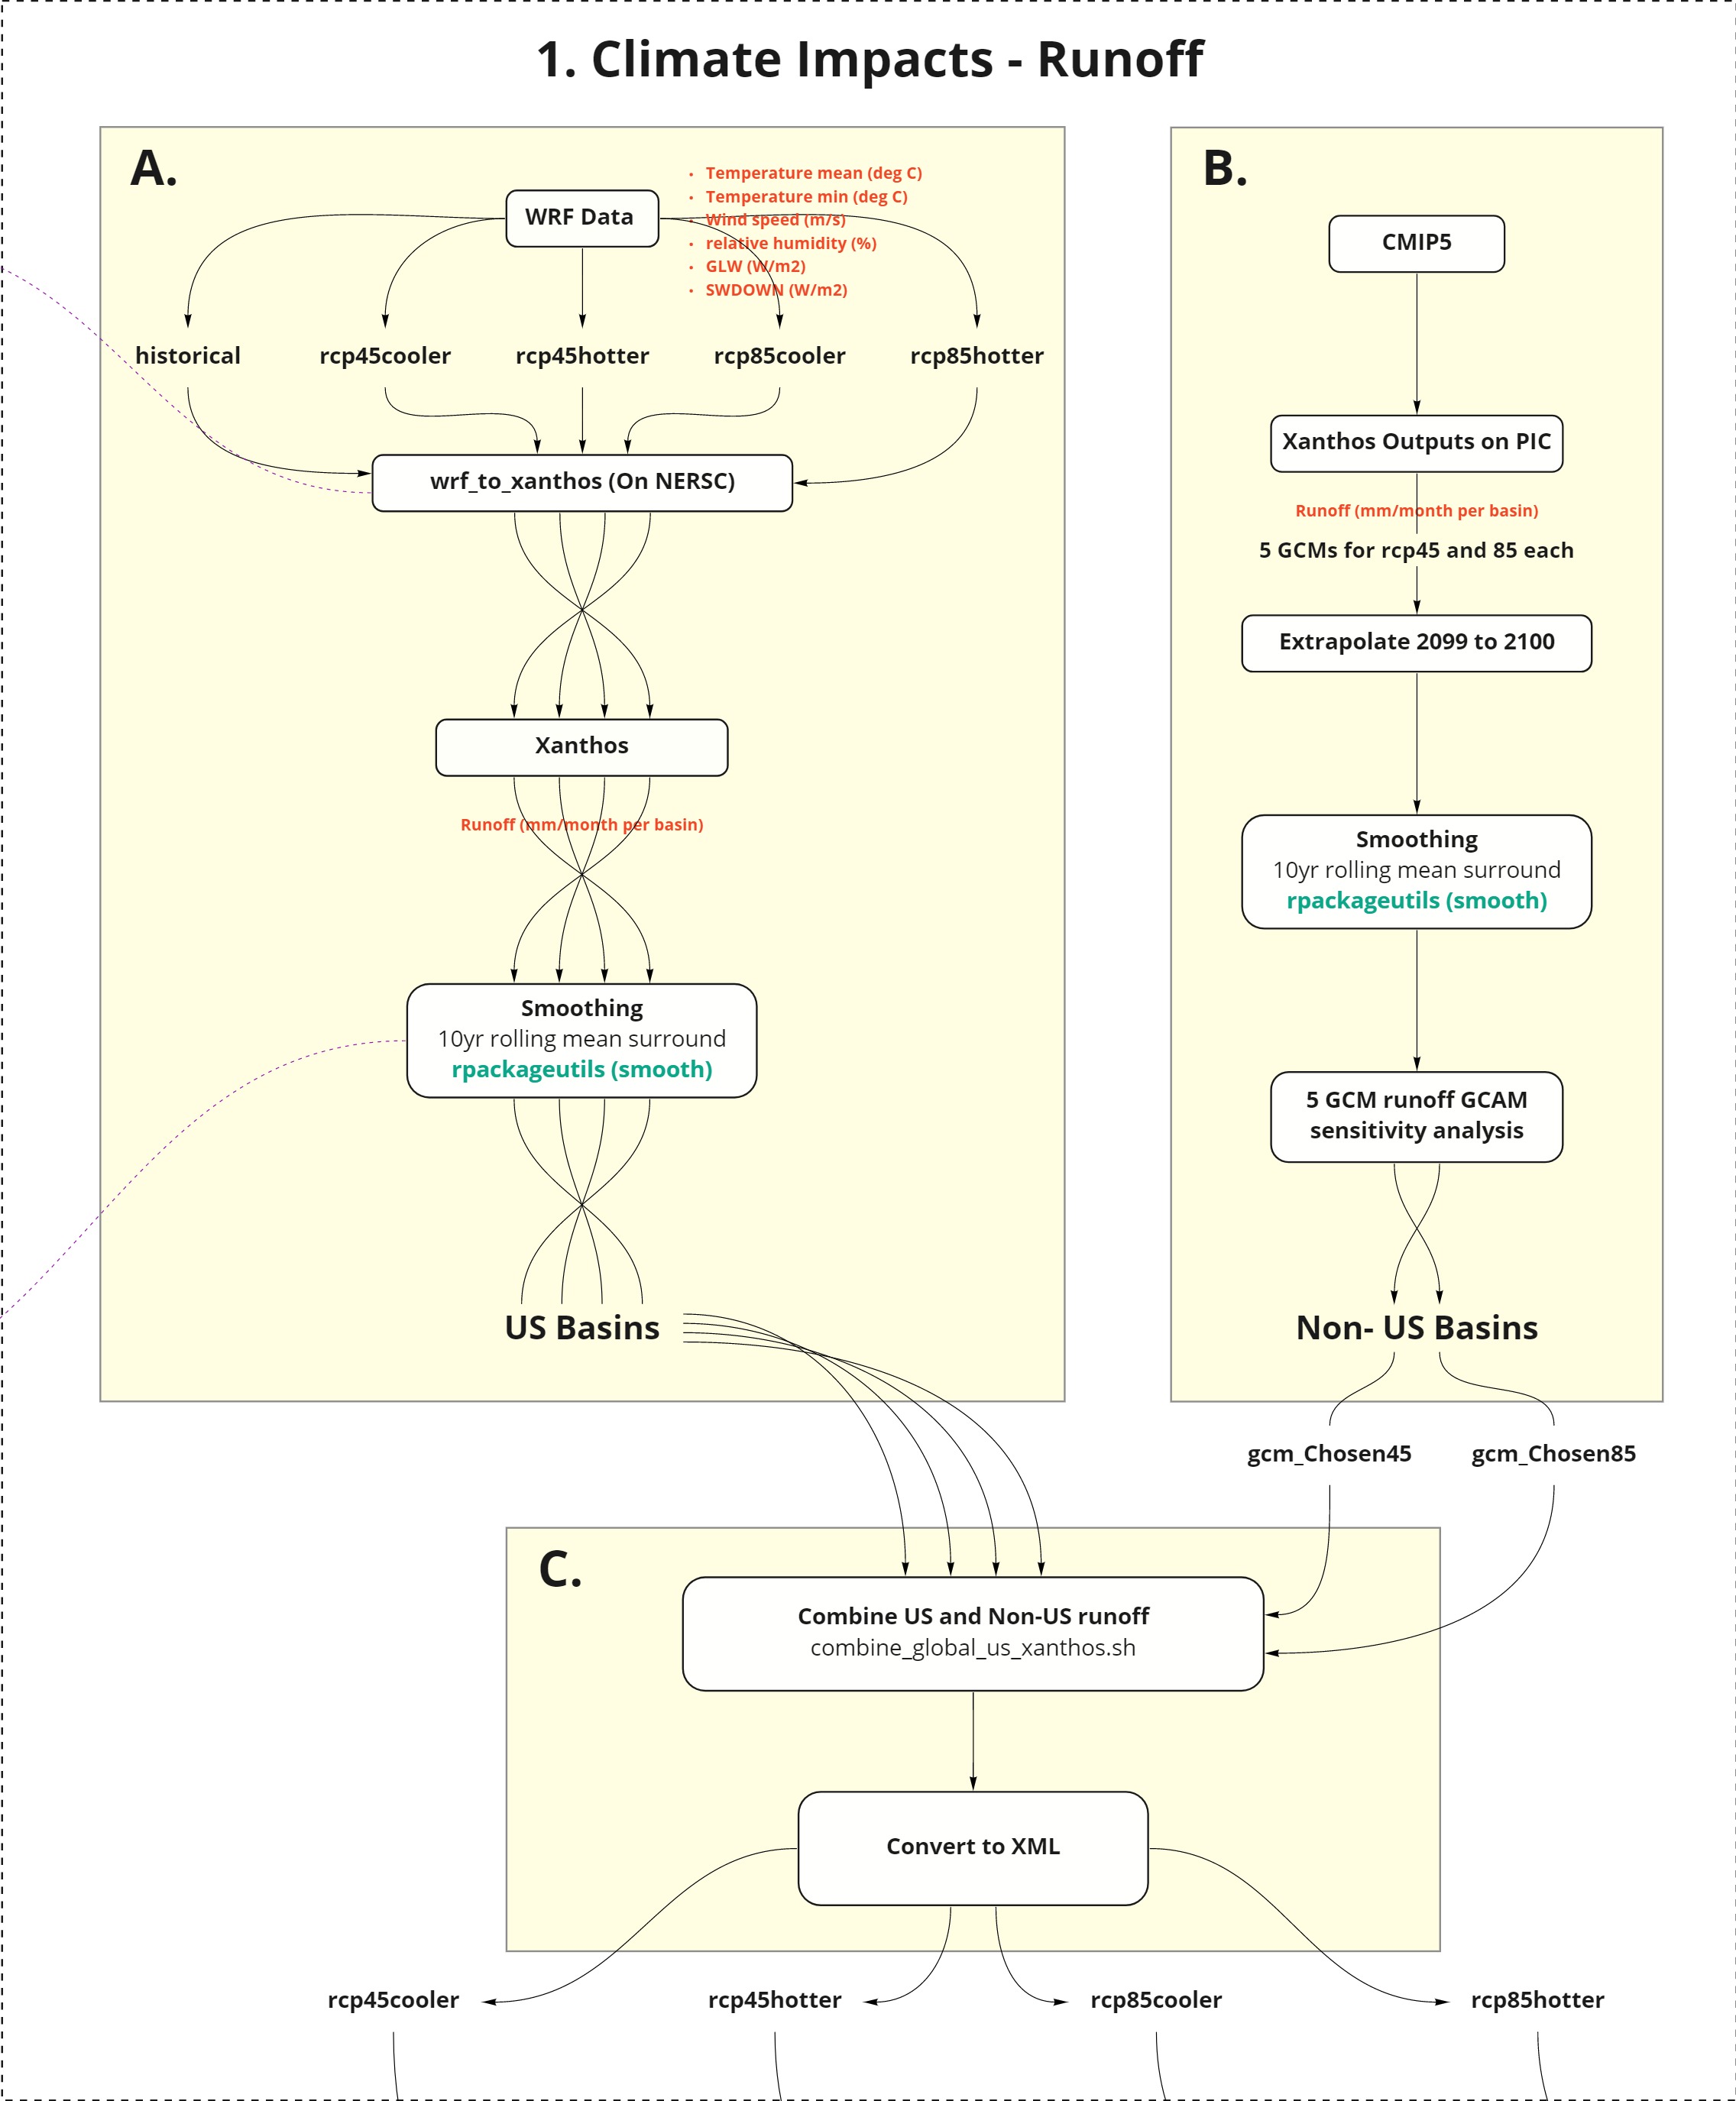 1. Climate Impacts - Runoff
A.
WRF Data
• Temperature mean (deg C)
• Temperature min (deg C)
• Wind speed (m/s)
• relative humidity (%)
• GLW (W/m2)
• SWDOWN (W/m2)
historical
rcp45cooler
rcp45hotter
rcp85cooler
rcp85hotter
wrf_to_xanthos (On NERSC)
Xanthos
Runoff (mm/month per basin)
Smoothing
10yr rolling mean surround
rpackageutils (smooth)
US Basins
B.
CMIP5
Xanthos Outputs on PIC
Runoff (mm/month per basin)
5 GCMs for rcp45 and 85 each
Extrapolate 2099 to 2100
Smoothing
10yr rolling mean surround
rpackageutils (smooth)
5 GCM runoff GCAM
sensitivity analysis
Non- US Basins
gcm_Chosen45
gcm_Chosen85
C.
Combine US and Non-US runoff
combine_global_us_xanthos.sh
Convert to XML
rcp45cooler
rcp45hotter
rcp85cooler
rcp85hotter